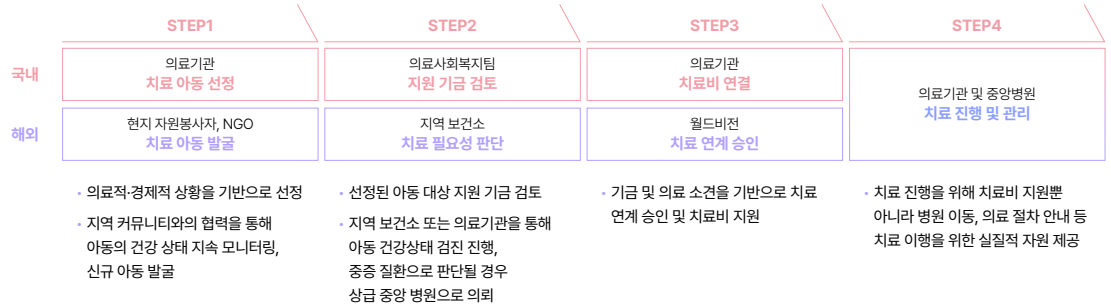 STEP1
STEP2
STEP3
STEP4
국내
의료기관
치료 아동 선정
의료사회복지팀
지원 기금 검토
의료기관
치료비 연결
의료기관 및 중앙병원
치료 진행 및 관리
해외
현지 자원봉사자, NGO
치료 아동 발굴
지역 보건소
치료 필요성 판단
월드비전
치료 연계 승인
• 의료적·경제적 상황을 기반으로 선정
• 지역 커뮤니티와의 협력을 통해
아동의 건강 상태 지속 모니터링,
신규 아동 발굴
• 선정된 아동 대상 지원 기금 검토
• 지역 보건소 또는 의료기관을 통해
아동 건강상태 검진 진행,
중증 질환으로 판단될 경우
상급 중앙 병원으로 의뢰
• 기금 및 의료 소견을 기반으로 치료
연계 승인 및 치료비 지원
• 치료 진행을 위해 치료비 지원뿐
아니라 병원 이동, 의료 절차 안내 등
치료 이행을 위한 실질적 자원 제공